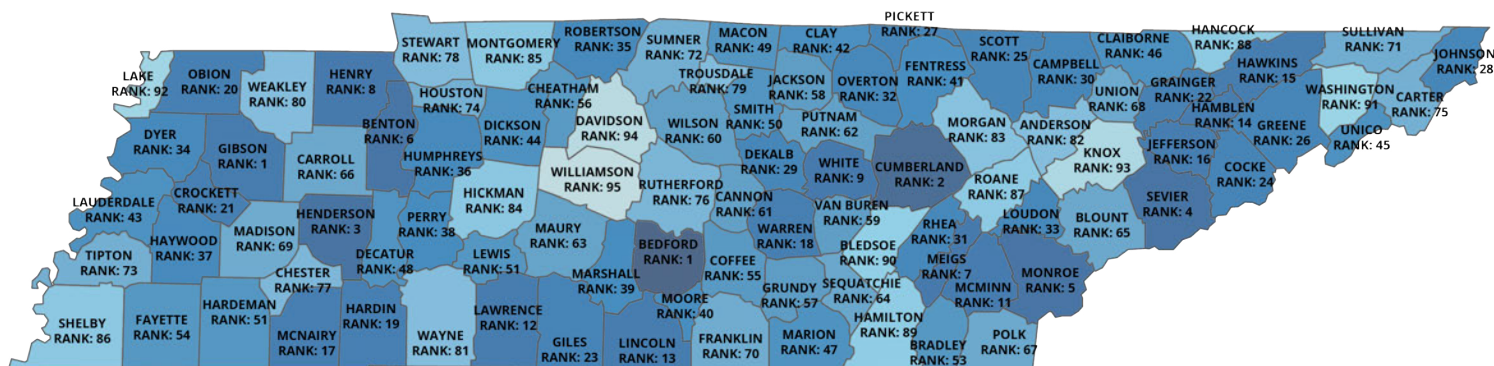 PICKETT
RANK: 27
STEWART
RANK: 78
MONTGOMERY
RANK: 85
ROBERTSON
RANK: 35
SUMNER
RANK: 72
MACON
RANK: 49
CLAY
RANK: 42
SCOTT
RANK: 25
CLAIBORNE
RANK: 46
HANCOCK
RANK: 88
SULLIVAN
RANK: 71
JOHNSON
RANK: 28
LAKE
RANK: 92
OBION
RANK: 20
WEAKLEY
RANK: 80
HENRY
RANK: 8
HOUSTON
RANK: 74
CHEATHAM
RANK: 56
TROUSDALE
RANK: 79
JACKSON
RANK: 58
OVERTON
RANK: 32
FENTRESS
RANK: 41
CAMPBELL
RANK: 30
UNION
RANK: 68
GRAINGER
RANK: 22
HAWKINS
RANK: 15
WASHINGTON
RANK: 91
CARTER
RANK: 75
DYER
RANK: 34
GIBSON
RANK: 1
CARROLL
RANK: 66
BENTON
RANK: 6
HUMPHREYS
RANK: 36
DICKSON
RANK: 44
DAVIDSON
RANK: 94
WILSON
RANK: 60
SMITH
RANK: 50
PUTNAM
RANK: 62
MORGAN
RANK: 83
ANDERSON
RANK: 82
KNOX
RANK: 93
HAMBLEN
RANK: 14
JEFFERSON
RANK: 16
GREENE
RANK: 26
UNICO
RANK: 45
LAUDERDALE
RANK: 43
CROCKETT
RANK: 21
HICKMAN
RANK: 84
WILLIAMSON
RANK: 95
RUTHERFORD
RANK: 76
CANNON
RANK: 61
DEKALB
RANK: 29
WHITE
RANK: 9
CUMBERLAND
RANK: 2
ROANE
RANK: 87
LOUDON
RANK: 33
BLOUNT
RANK: 65
SEVIER
RANK: 4
COCKE
RANK: 24
TIPTON
RANK: 73
HAYWOOD
RANK: 37
MADISON
RANK: 69
HENDERSON
RANK: 3
CHESTER
RANK: 77
DECATUR
RANK: 48
PERRY
RANK: 38
LEWIS
RANK: 51
MAURY
RANK: 63
MARSHALL
RANK: 39
BEDFORD
RANK: 1
COFFEE
RANK: 55
WARREN
RANK: 18
VAN BUREN
RANK: 59
BLEDSOE
RANK: 90
RHEA
RANK: 31
MEIGS
RANK: 7
MCMINN
RANK: 11
MONROE
RANK: 5
SHELBY
RANK: 86
FAYETTE
RANK: 54
HARDEMAN
RANK: 51
MCNAIRY
RANK: 17
HARDIN
RANK: 19
WAYNE
RANK: 81
LAWRENCE
RANK: 12
GILES
RANK: 23
LINCOLN
RANK: 13
MOORE
RANK: 40
FRANKLIN
RANK: 70
GRUNDY
RANK: 57
MARION
RANK: 47
SEQUATCHIE
RANK: 64
HAMILTON
RANK: 89
BRADLEY
RANK: 53
POLK
RANK: 67